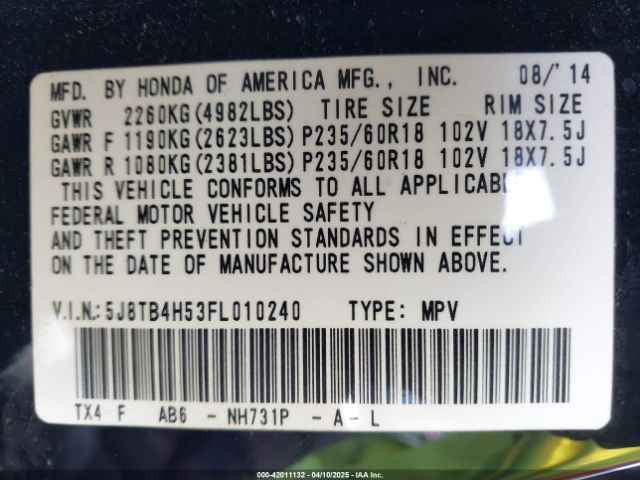 MFD. BY HONDA OF AMERICA MFG., INC. 08/'14
GVWR 2260KG(4982LBS) TIRE SIZE RIM SIZE
GAWR F 1190KG(2623LBS) P235/60R18 102V 18X7.5J
GAWR R 1080KG(2381LBS) P235/60R18 102V 18X7.5J
THIS VEHICLE CONFORMS TO ALL APPLICABLE
FEDERAL MOTOR VEHICLE SAFETY
AND THEFT PREVENTION STANDARDS IN EFFECT
ON THE DATE OF MANUFACTURE SHOWN ABOVE.
V.I.N.:5J8TB4H53FL010240 TYPE: MPV
TX4 F AB6 - NH731P - A - L
000-42011132 - 04/10/2025 - IAA Inc.